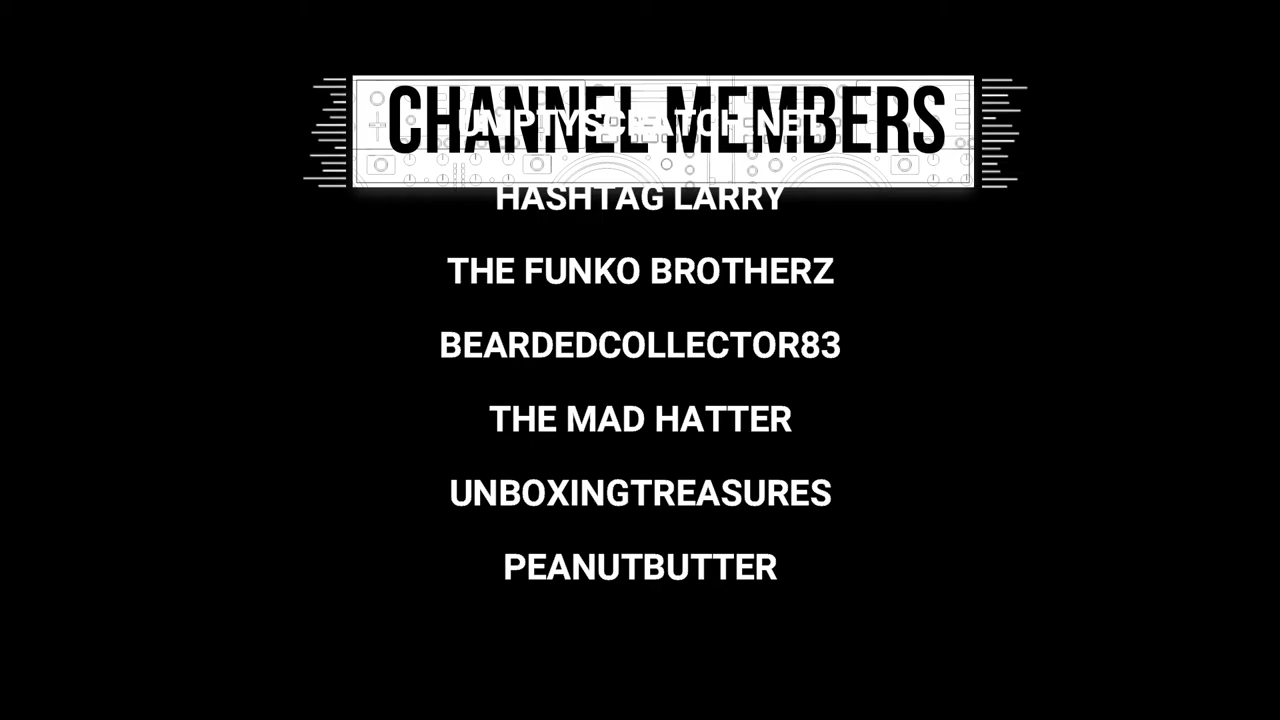 CHANNEL MEMBERS
HASHTAG LARRY
THE FUNKO BROTHERZ
BEARDEDCOLLECTOR83
THE MAD HATTER
UNBOXINGTREASURES
PEANUTBUTTER